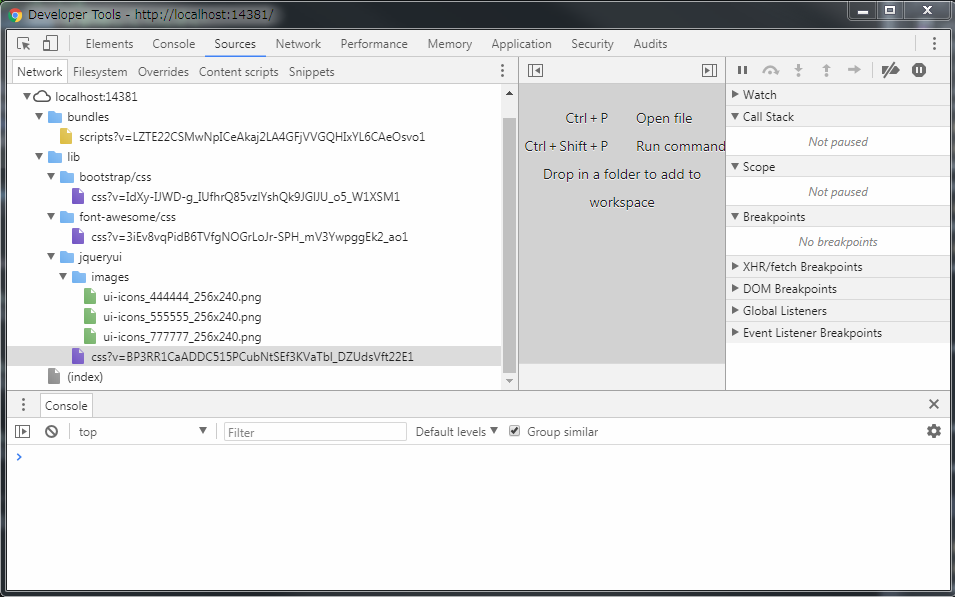 Developer Tools - http://localhost:14381/
Elements Console Sources Network Performance Memory Application Security Audits
Network Filesystem Overrides Content scripts Snippets
localhost:14381
bundles
scripts?v=LZTE22CSMwNpICeAkaj2LA4GFjVVGQHIxYL6CAeOsvo1
lib
bootstrap/css
css?v=IdXy-IJWD-g_IUfhrQ85vzlYshQk9JGlJU_o5_W1XSM1
font-awesome/css
css?v=3iEv8vqPidB6TVfgNOGrLoJr-SPH_mV3YwpggEk2_ao1
jqueryui
images
ui-icons_444444_256x240.png
ui-icons_555555_256x240.png
ui-icons_777777_256x240.png
css?v=BP3RR1CaADDC515PCubNtSEf3KVaTbl_DZUdsVft22E1
(index)
Ctrl + P Open file
Ctrl + Shift + P Run command
Drop in a folder to add to
workspace
Watch
Call Stack
Not paused
Scope
Not paused
Breakpoints
No breakpoints
XHR/fetch Breakpoints
DOM Breakpoints
Global Listeners
Event Listener Breakpoints
Console
top Filter Default levels Group similar